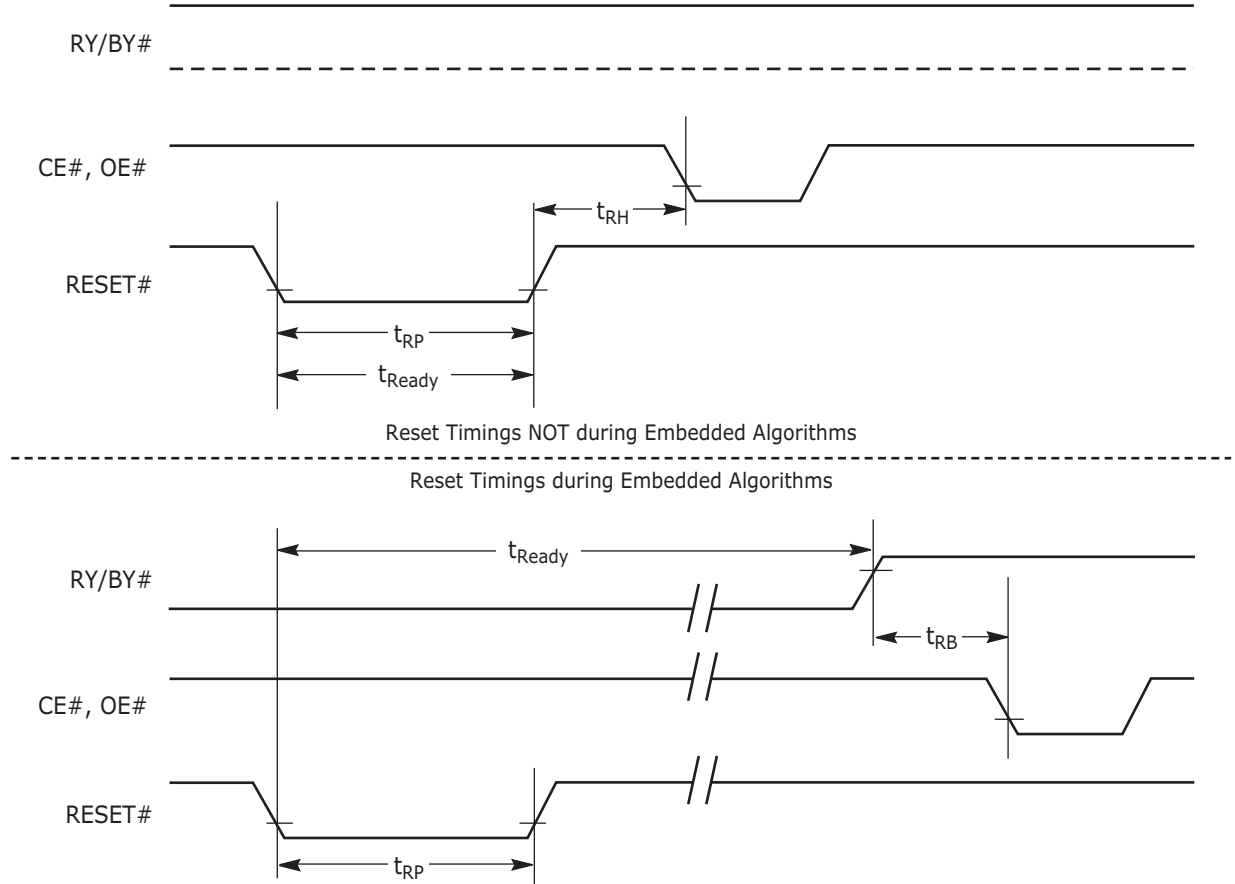 RY/BY#
CE#, OE#
tRH
RESET#
tRP
tReady
Reset Timings NOT during Embedded Algorithms
Reset Timings during Embedded Algorithms
tReady
RY/BY#
tRB
CE#, OE#
RESET#
tRP